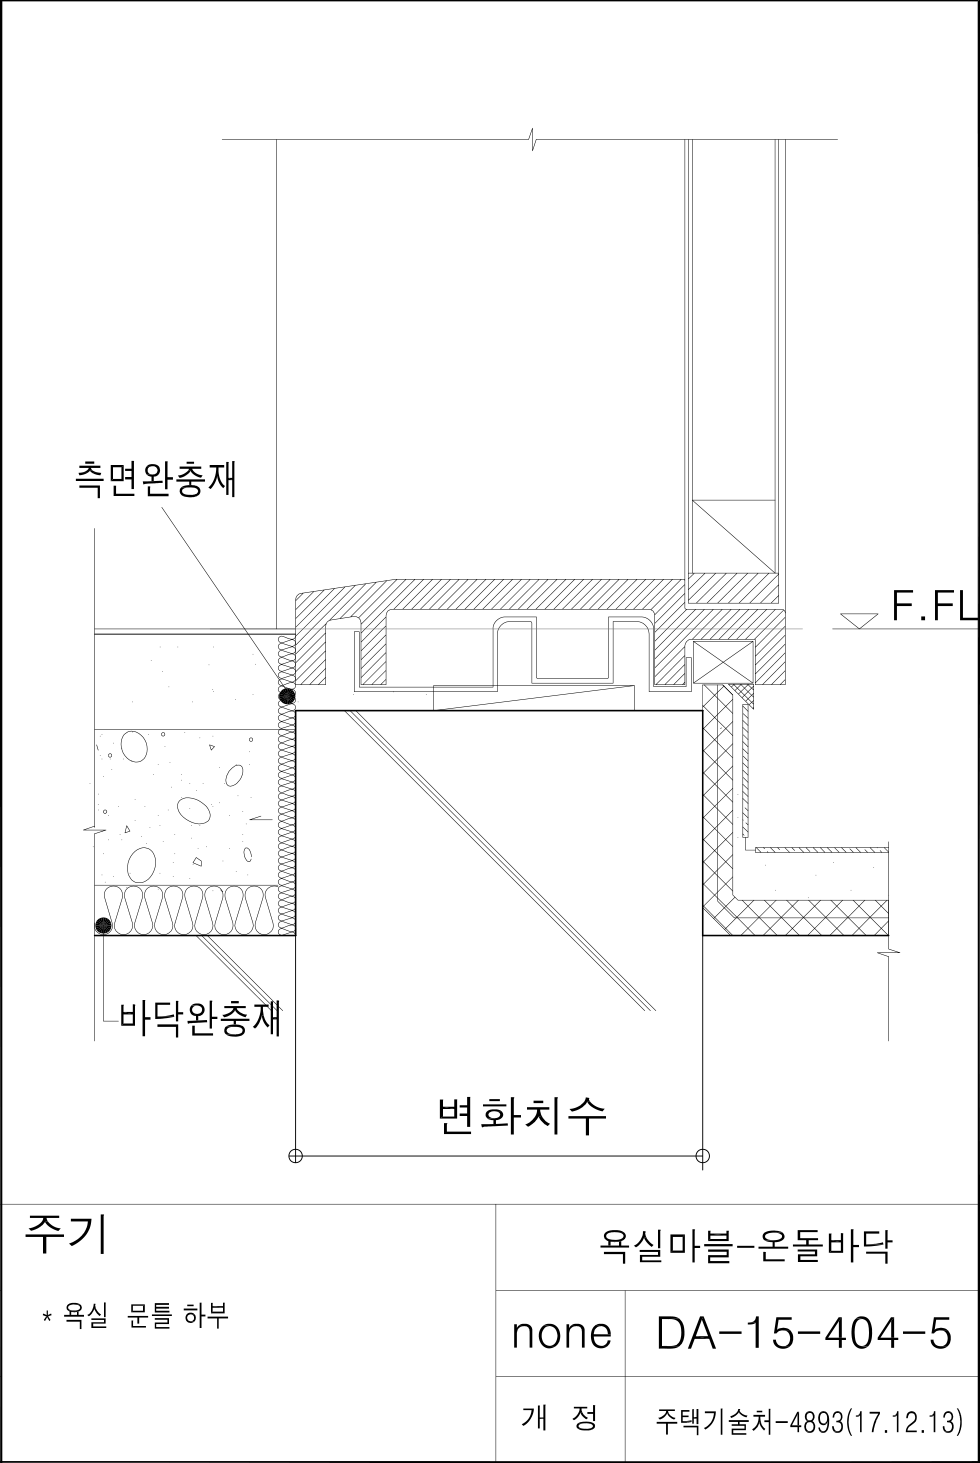 측면완충재
F.FL
바닥완충재
변화치수
주기
* 욕실 문틀 하부
욕실마블-온돌바닥
none
DA-15-404-5
개 정
주택기술처-4893(17.12.13)